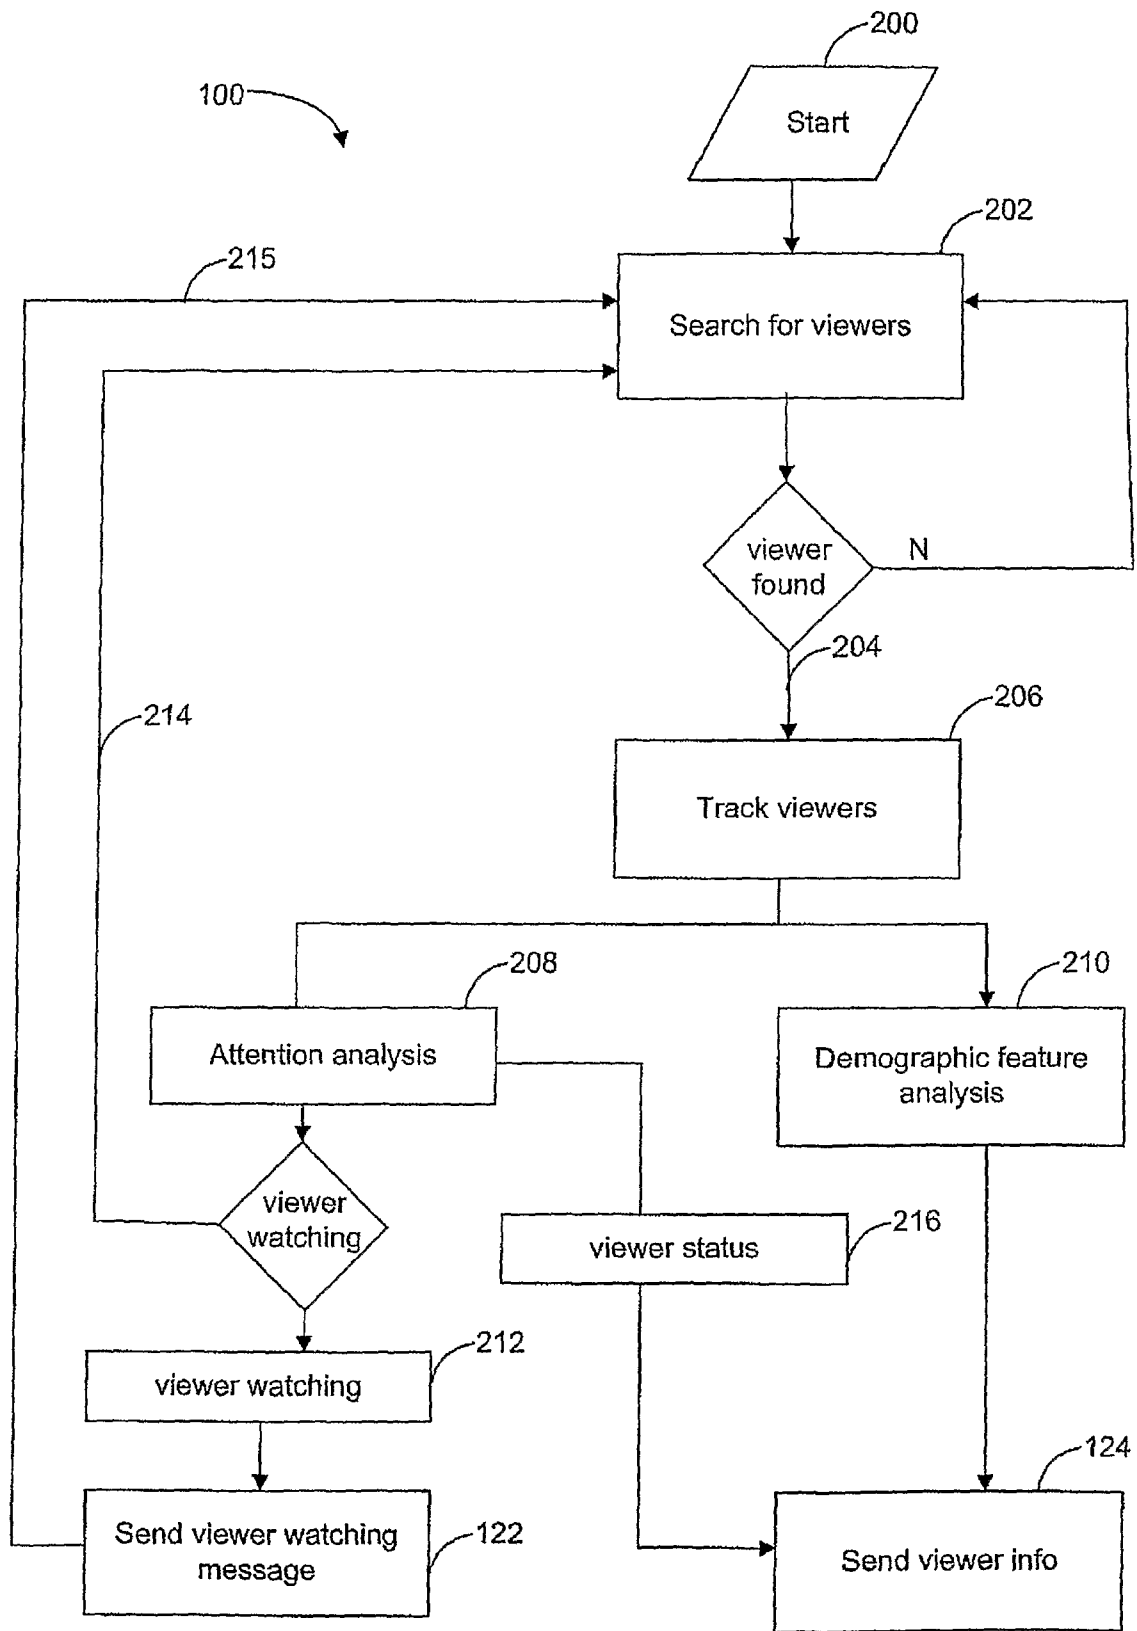 200
100
Start
202
215
Search for viewers
viewer
found
N
204
206
214
Track viewers
208
210
Attention analysis
Demographic feature
analysis
viewer
watching
216
viewer status
212
viewer watching
124
Send viewer watching
message
122
Send viewer info